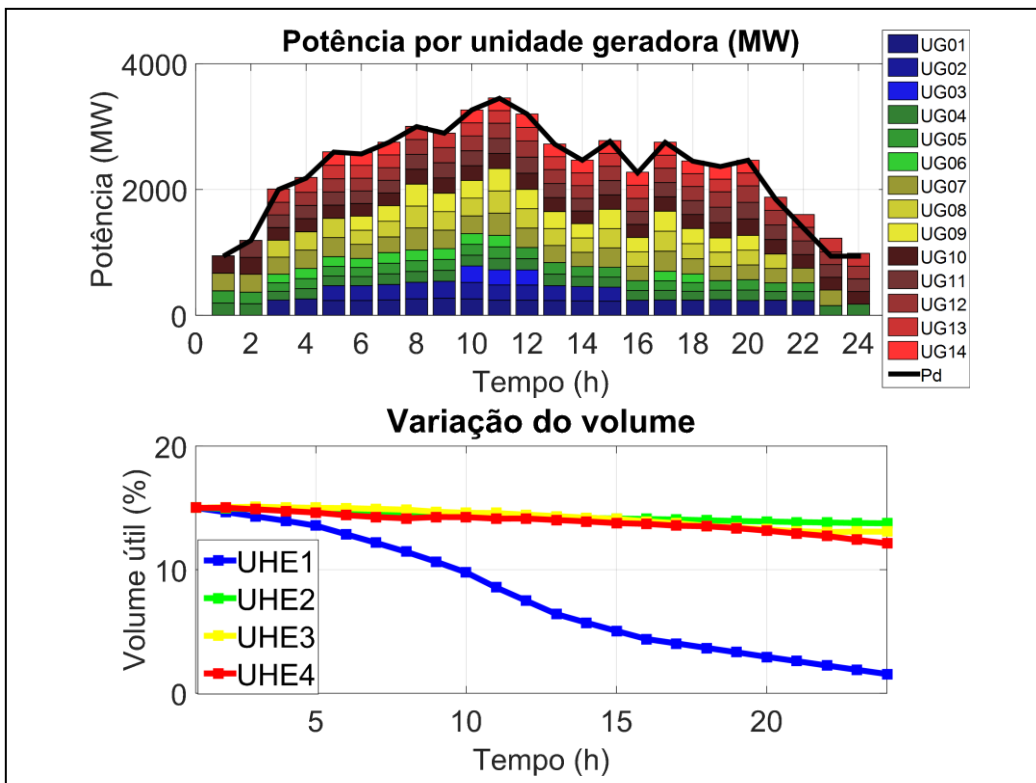 Potência por unidade geradora (MW)
4000
2000
0
Potência (MW)
0 2 4 6 8 10 12 14 16 18 20 22 24
Tempo (h)
UG01
UG02
UG03
UG04
UG05
UG06
UG07
UG08
UG09
UG10
UG11
UG12
UG13
UG14
Pd
Variação do volume
20
10
0
Volume útil (%)
UHE1
UHE2
UHE3
UHE4
5 10 15 20
Tempo (h)